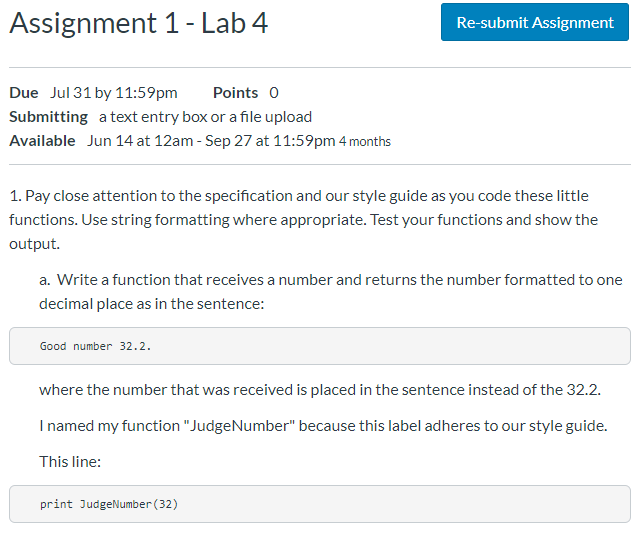 Assignment 1 - Lab 4
Re-submit Assignment
Due Jul 31 by 11:59pm Points 0
Submitting a text entry box or a file upload
Available Jun 14 at 12am - Sep 27 at 11:59pm 4 months
1. Pay close attention to the specification and our style guide as you code these little
functions. Use string formatting where appropriate. Test your functions and show the
output.
a. Write a function that receives a number and returns the number formatted to one
decimal place as in the sentence:
Good number 32.2.
where the number that was received is placed in the sentence instead of the 32.2.
I named my function "JudgeNumber" because this label adheres to our style guide.
This line:
print JudgeNumber(32)